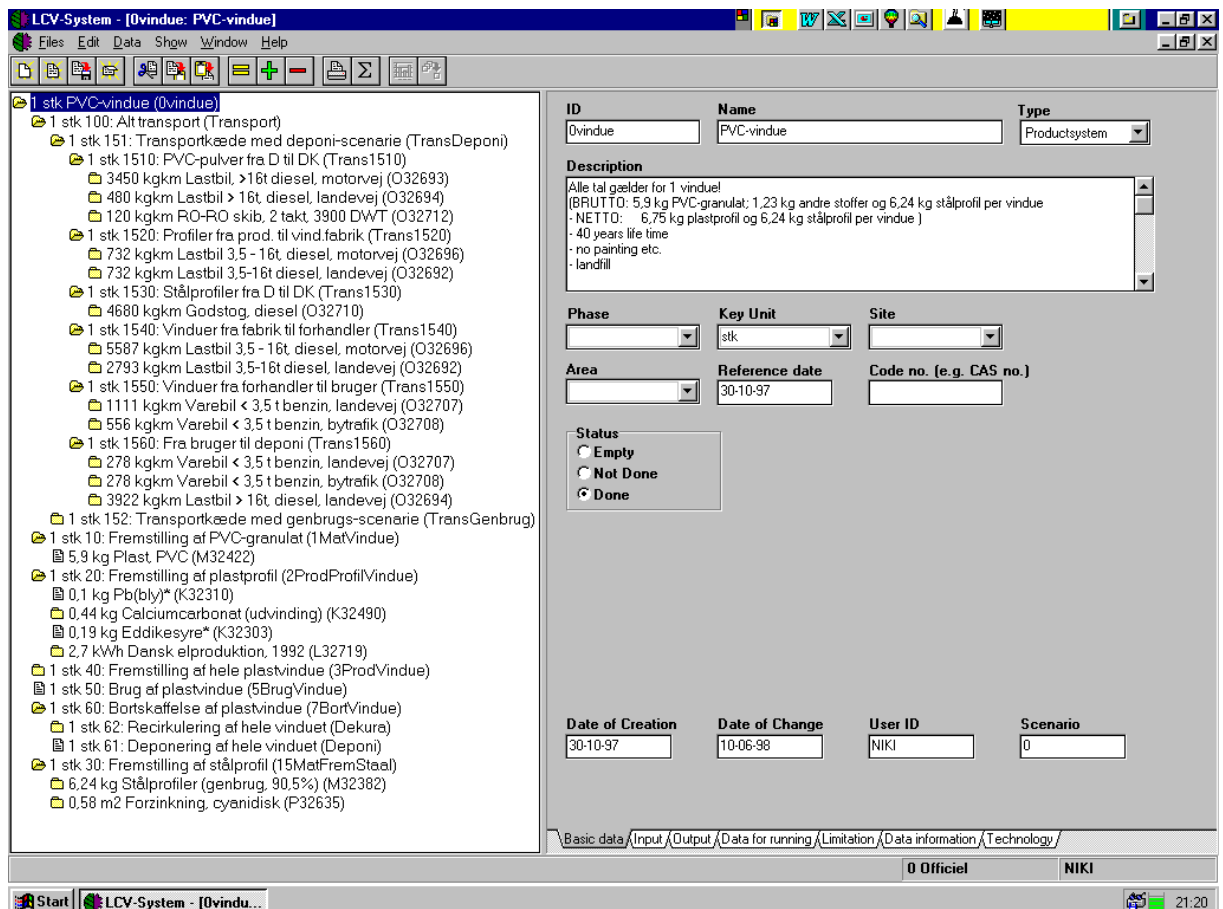 LCV-System - [0vindue: PVC-vindue]
Files Edit Data Show Window Help
1 stk PVC-vindue (0vindue)
1 stk 100: Alt transport (Transport)
1 stk 151: Transportkæde med deponi-scenarie (TransDeponi)
1 stk 1510: PVC-pulver fra D til DK (Trans1510)
3450 kgkm Lastbil, >16t diesel, motorvej (O32693)
480 kgkm Lastbil > 16t, diesel, landevej (O32694)
120 kgkm RO-RO skib, 2 takt, 3900 DWT (O32712)
1 stk 1520: Profiler fra prod. til vind.fabrik (Trans1520)
732 kgkm Lastbil 3,5 - 16t, diesel, motorvej (O32696)
732 kgkm Lastbil 3,5-16t diesel, landevej (O32692)
1 stk 1530: Stålprofiler fra D til DK (Trans1530)
4680 kgkm Godstog, diesel (O32710)
1 stk 1540: Vinduer fra fabrik til forhandler (Trans1540)
5587 kgkm Lastbil 3,5 - 16t, diesel, motorvej (O32696)
2793 kgkm Lastbil 3,5-16t diesel, landevej (O32692)
1 stk 1550: Vinduer fra forhandler til bruger (Trans1550)
1111 kgkm Varebil < 3,5 t benzin, landevej (O32707)
556 kgkm Varebil < 3,5 t benzin, bytrafik (O32708)
1 stk 1560: Fra bruger til deponi (Trans1560)
278 kgkm Varebil < 3,5 t benzin, landevej (O32707)
278 kgkm Varebil < 3,5 t benzin, bytrafik (O32708)
3922 kgkm Lastbil > 16t, diesel, landevej (O32694)
1 stk 152: Transportkæde med genbrugs-scenarie (TransGenbrug)
1 stk 10: Fremstilling af PVC-granulat (1MatVindue)
5,9 kg Plast, PVC (M32422)
1 stk 20: Fremstilling af plastprofil (2ProdProfilVindue)
0,1 kg Pb(bly)* (K32310)
0,44 kg Calciumcarbonat (udvinding) (K32490)
0,19 kg Eddikesyre* (K32303)
2,7 kWh Dansk elproduktion, 1992 (L32719)
1 stk 40: Fremstilling af hele plastvindue (3ProdVindue)
1 stk 50: Brug af plastvindue (5BrugVindue)
1 stk 60: Bortskaffelse af plastvindue (7BortVindue)
1 stk 62: Recirkulering af hele vinduet (Dekura)
1 stk 61: Deponering af hele vinduet (Deponi)
1 stk 30: Fremstilling af stålprofil (15MatFremStaal)
6,24 kg Stålprofiler (genbrug, 90,5%) (M32382)
0,58 m2 Forzinkning, cyanidisk (P32635)
ID Name Type
0vindue PVC-vindue Productsystem
Description
Alle tal gælder for 1 vindue!
(BRUTTO: 5,9 kg PVC-granulat; 1,23 kg andre stoffer og 6,24 kg stålprofil per vindue
- NETTO: 6,75 kg plastprofil og 6,24 kg stålprofil per vindue )
- 40 years life time
- no painting etc.
- landfill
Phase Key Unit Site
stk
Area Reference date Code no. (e.g. CAS no.)
30-10-97
Status
Empty
Not Done
Done
Date of Creation Date of Change User ID Scenario
30-10-97 10-06-98 NIKI 0
Basic data Input Output Data for running Limitation Data information Technology
0 Officiel NIKI
Start LCV-System - [0vindu... 21:20